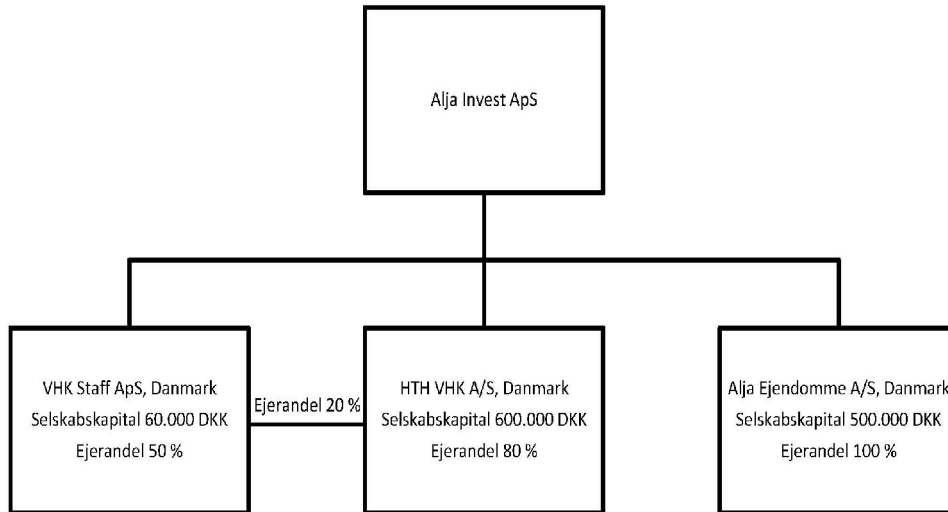 Alja Invest ApS
VHK Staff ApS, Danmark
Selskabskapital 60.000 DKK
Ejerandel 50 %
Ejerandel 20 %
HTH VHK A/S, Danmark
Selskabskapital 600.000 DKK
Ejerandel 80 %
Alja Ejendomme A/S, Danmark
Selskabskapital 500.000 DKK
Ejerandel 100 %